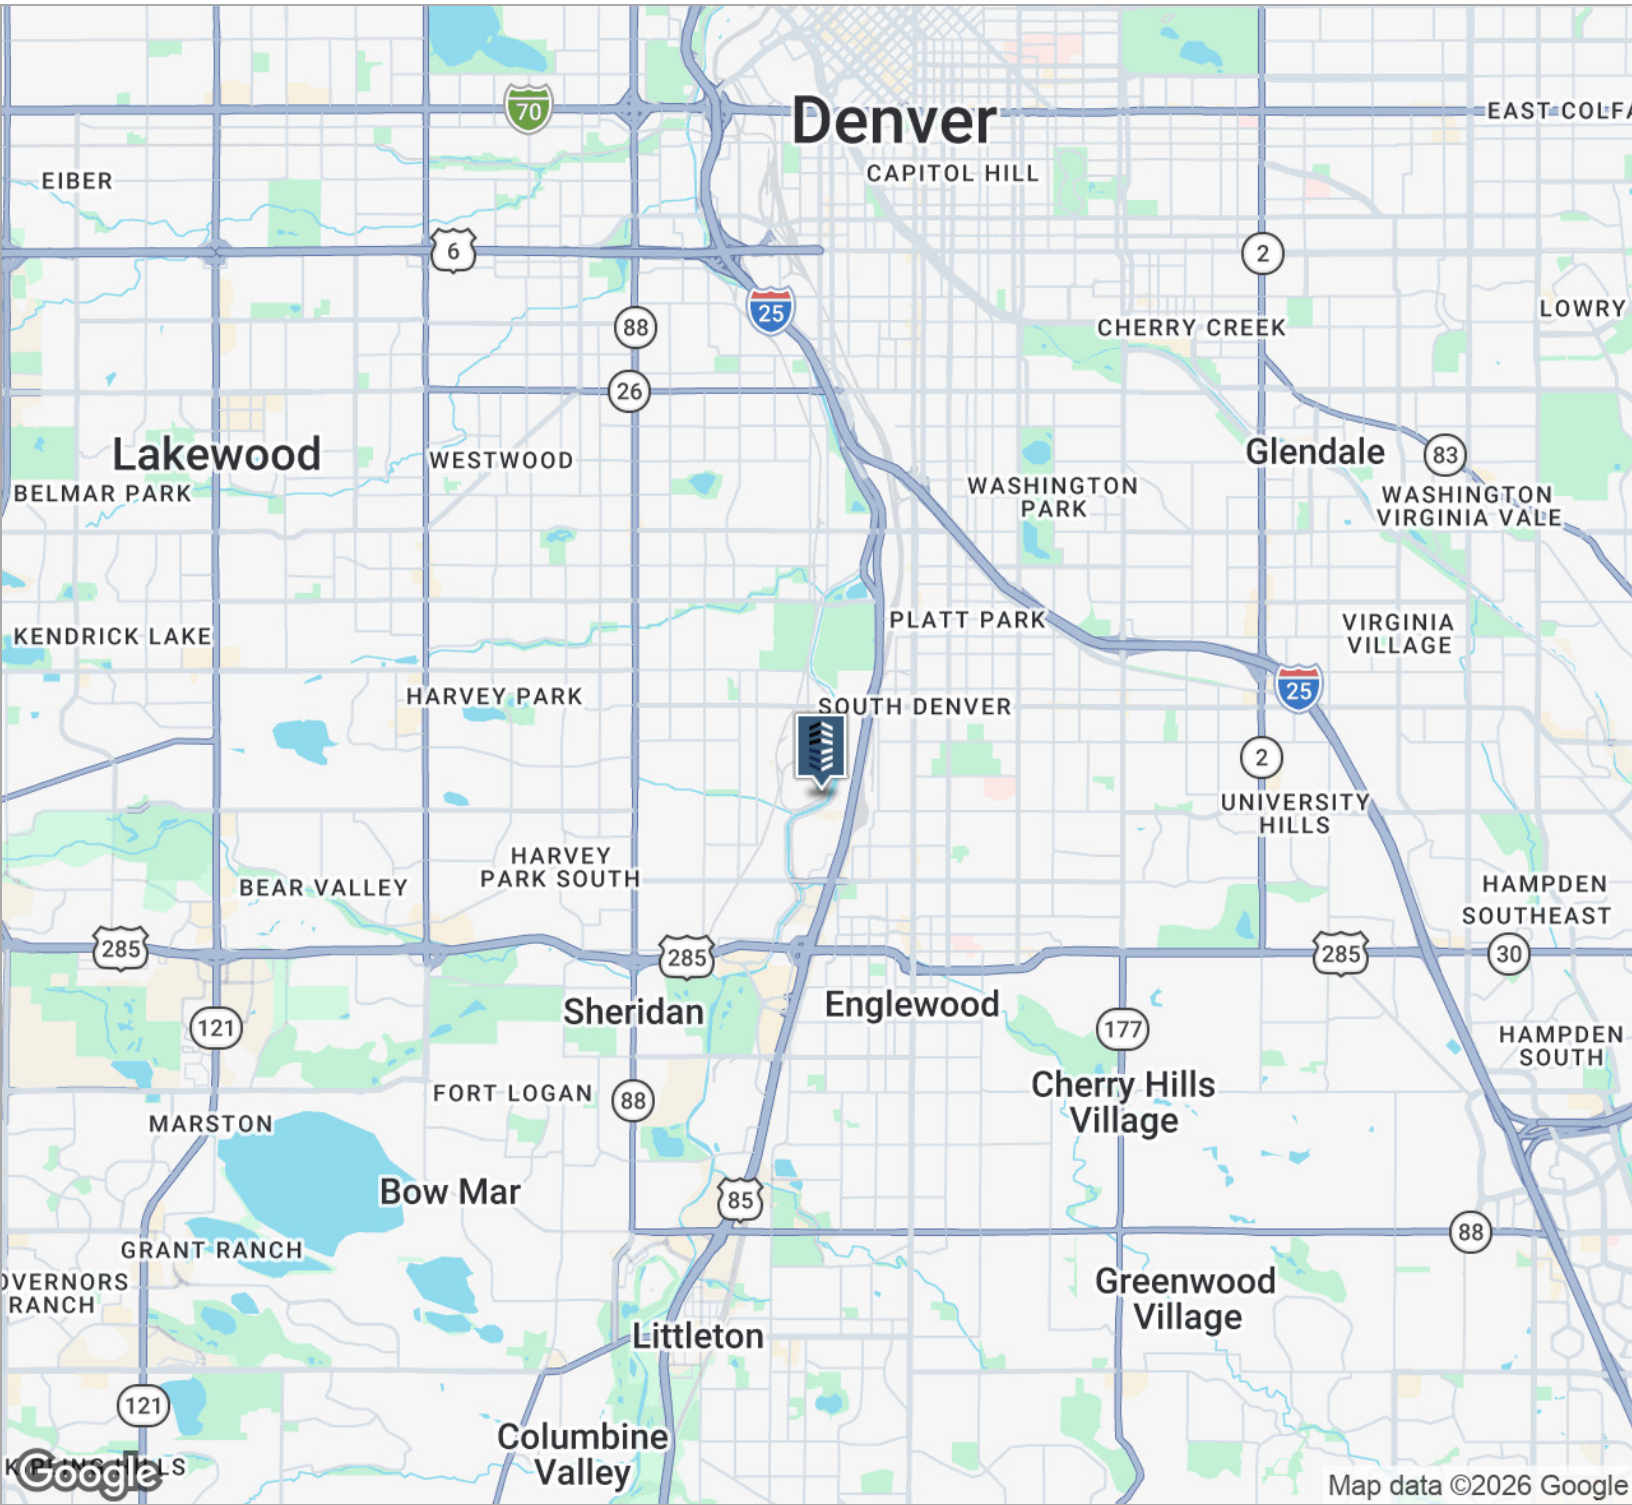 70
Denver
EAST COLFA
CAPITOL HILL
EIBER
6
2
25
LOWRY
88
CHERRY CREEK
26
Lakewood
WESTWOOD
Glendale
83
BELMAR PARK
WASHINGTON
PARK
WASHINGTON
VIRGINIA VALE
PLATT PARK
KENDRICK LAKE
VIRGINIA
VILLAGE
HARVEY PARK
SOUTH DENVER
25
2
UNIVERSITY
HILLS
HARVEY
PARK SOUTH
BEAR VALLEY
HAMPDEN
SOUTHEAST
285
285
285
30
Sheridan
Englewood
121
177
HAMPDEN
SOUTH
FORT LOGAN
88
Cherry Hills
Village
MARSTON
Bow Mar
85
88
GRANT RANCH
OVERNORS
RANCH
Greenwood
Village
Littleton
121
Columbine
Valley
Google
Map data ©2026 Google